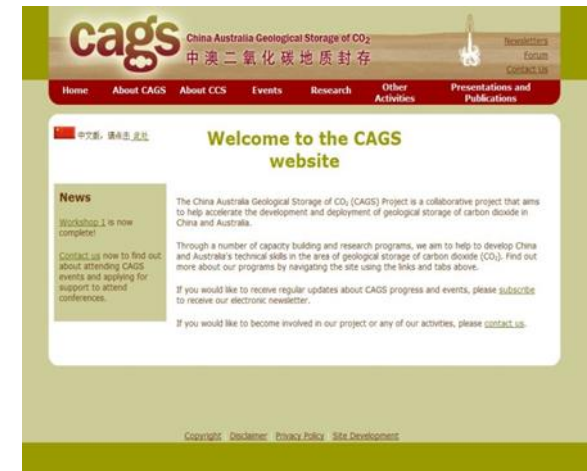 cags
China Australia Geological Storage of CO₂
中澳二氧化碳地质封存
Newsletters
Forum
Contact Us
Home
About CAGS
About CCS
Events
Research
Other Activities
Presentations and Publications
中文版，请点击 此处
Welcome to the CAGS
website
News
Workshop 1 is now
complete!
Contact us now to find out
about attending CAGS
events and applying for
support to attend
conferences.
The China Australia Geological Storage of CO₂ (CAGS) Project is a collaborative project that aims
to help accelerate the development and deployment of geological storage of carbon dioxide in
China and Australia.
Through a number of capacity building and research programs, we aim to help to develop China
and Australia's technical skills in the area of geological storage of carbon dioxide (CO₂). Find out
more about our programs by navigating the site using the links and tabs above.
If you would like to receive regular updates about CAGS progress and events, please subscribe
to receive our electronic newsletter.
If you would like to become involved in our project or any of our activities, please contact us.
Copyright Disclaimer Privacy Policy Site Development